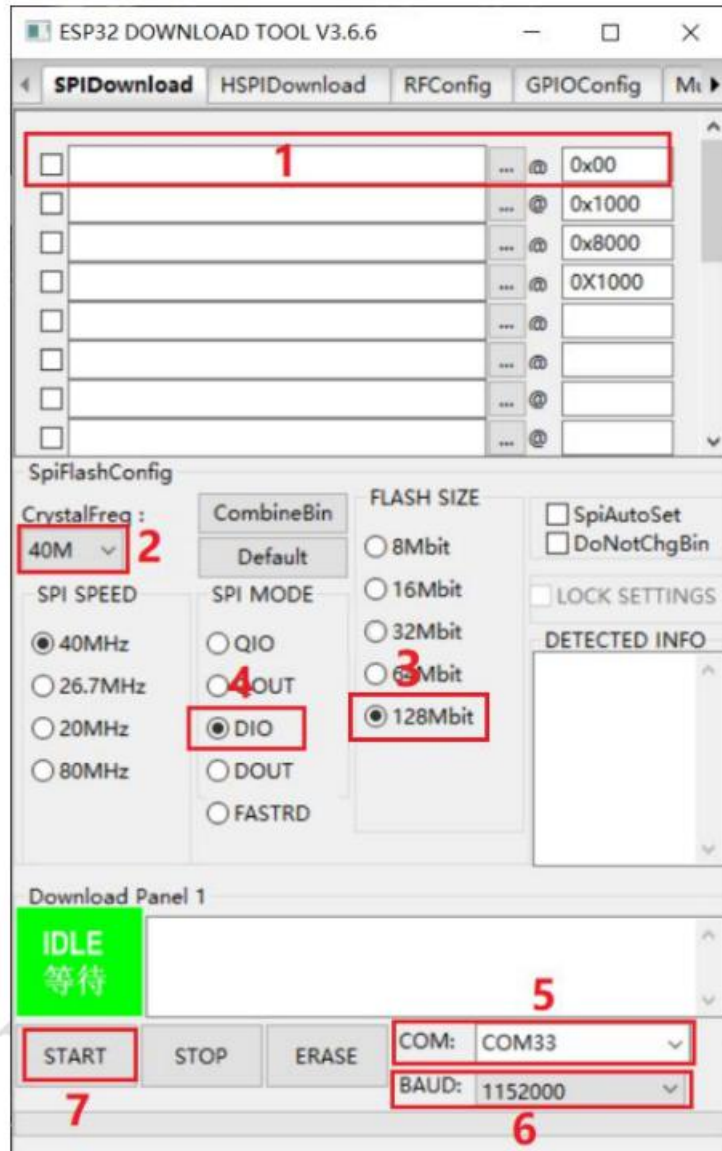 ESP32 DOWNLOAD TOOL V3.6.6
SPIDownload HSPIDownload RFConfig GPIOConfig
1 ... @ 0x00
... @ 0x1000
... @ 0x8000
... @ 0X1000
... @
... @
... @
... @
SpiFlashConfig
CrystalFreq :
40M 2
CombineBin
Default
SPI SPEED
40MHz
26.7MHz
20MHz
80MHz
SPI MODE
QIO
4
DIO
DOUT
FASTRD
FLASH SIZE
8Mbit
16Mbit
32Mbit
3
128Mbit
SpiAutoSet
DoNotChgBin
LOCK SETTINGS
DETECTED INFO
Download Panel 1
IDLE
等待
5
START STOP ERASE COM: COM33
7 BAUD: 1152000
6